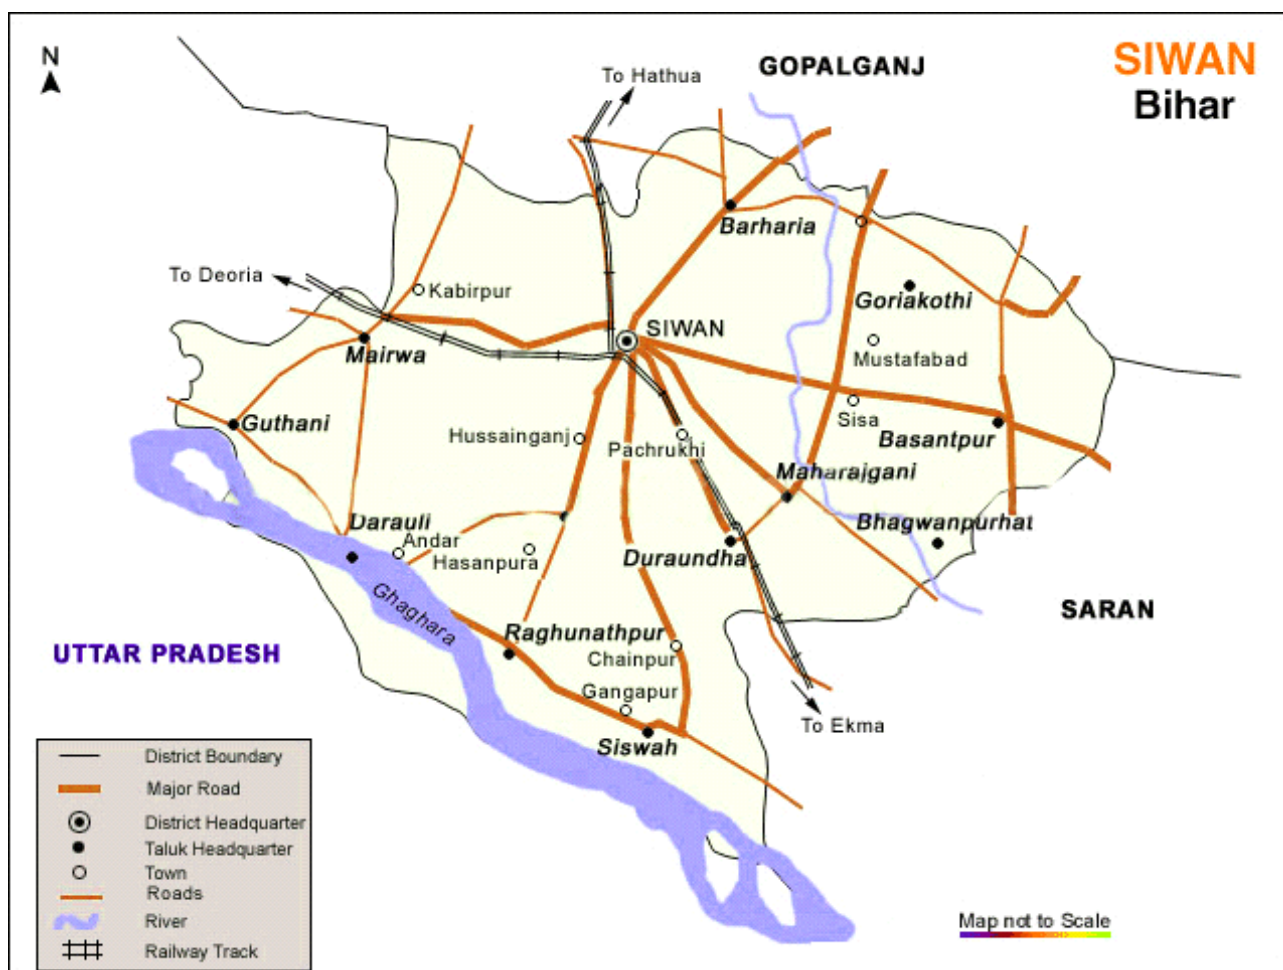 N
To Hathua
GOPALGANJ
SIWAN
Bihar
To Deoria
Kabirpur
Barharia
Goriakothi
SIWAN
Mairwa
Mustafabad
Guthani
Hussainganj
Pachrukhi
Sisa
Basantpur
Maharajgani
Darauli
Andar
Hasanpura
Duraundha
Bhagwanpurhat
Ghaghara
SARAN
UTTAR PRADESH
Raghunathpur
Chainpur
Gangapur
Siswah
To Ekma
District Boundary
Major Road
District Headquarter
Taluk Headquarter
Town
Roads
River
Railway Track
Map not to Scale